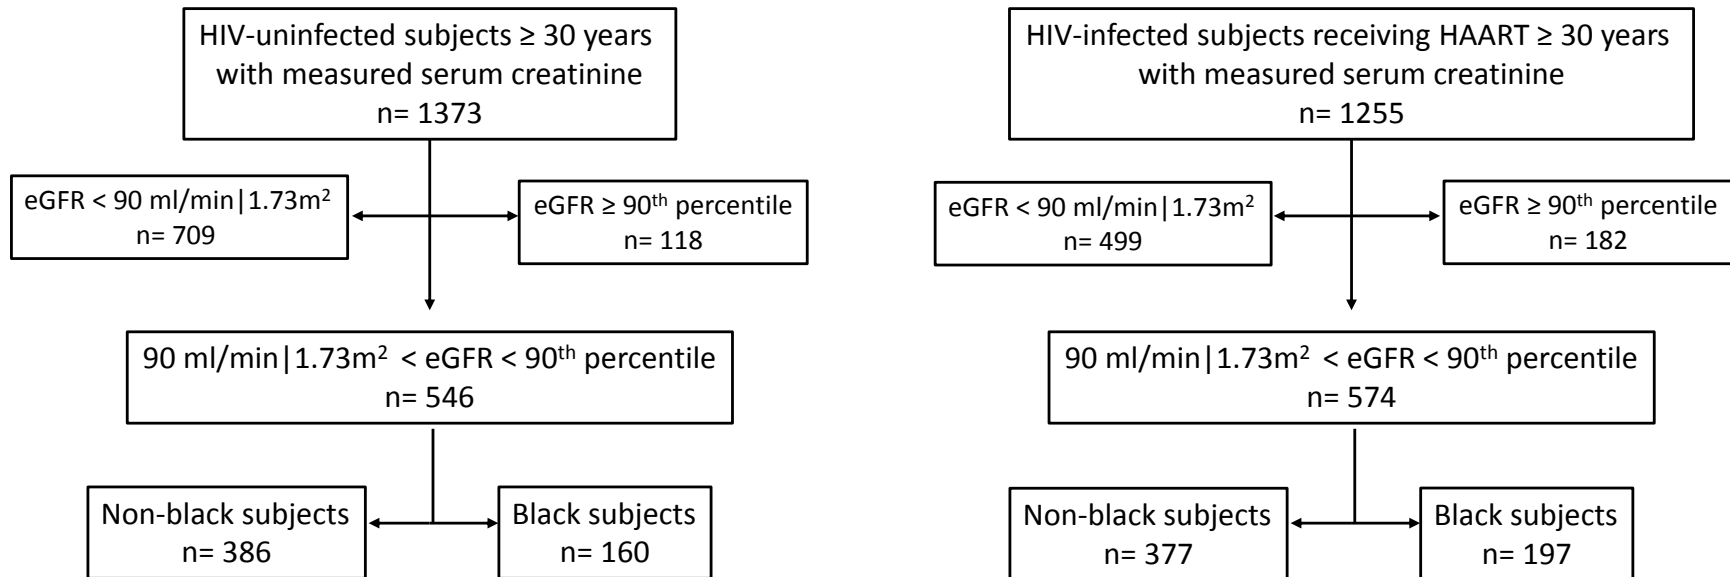 HIV-uninfected subjects ≥ 30 years
with measured serum creatinine
n= 1373
eGFR < 90 ml/min|1.73m²
n= 709
eGFR ≥ 90th percentile
n= 118
90 ml/min|1.73m² < eGFR < 90th percentile
n= 546
Non-black subjects
n= 386
Black subjects
n= 160
HIV-infected subjects receiving HAART ≥ 30 years
with measured serum creatinine
n= 1255
eGFR < 90 ml/min|1.73m²
n= 499
eGFR ≥ 90th percentile
n= 182
90 ml/min|1.73m² < eGFR < 90th percentile
n= 574
Non-black subjects
n= 377
Black subjects
n= 197